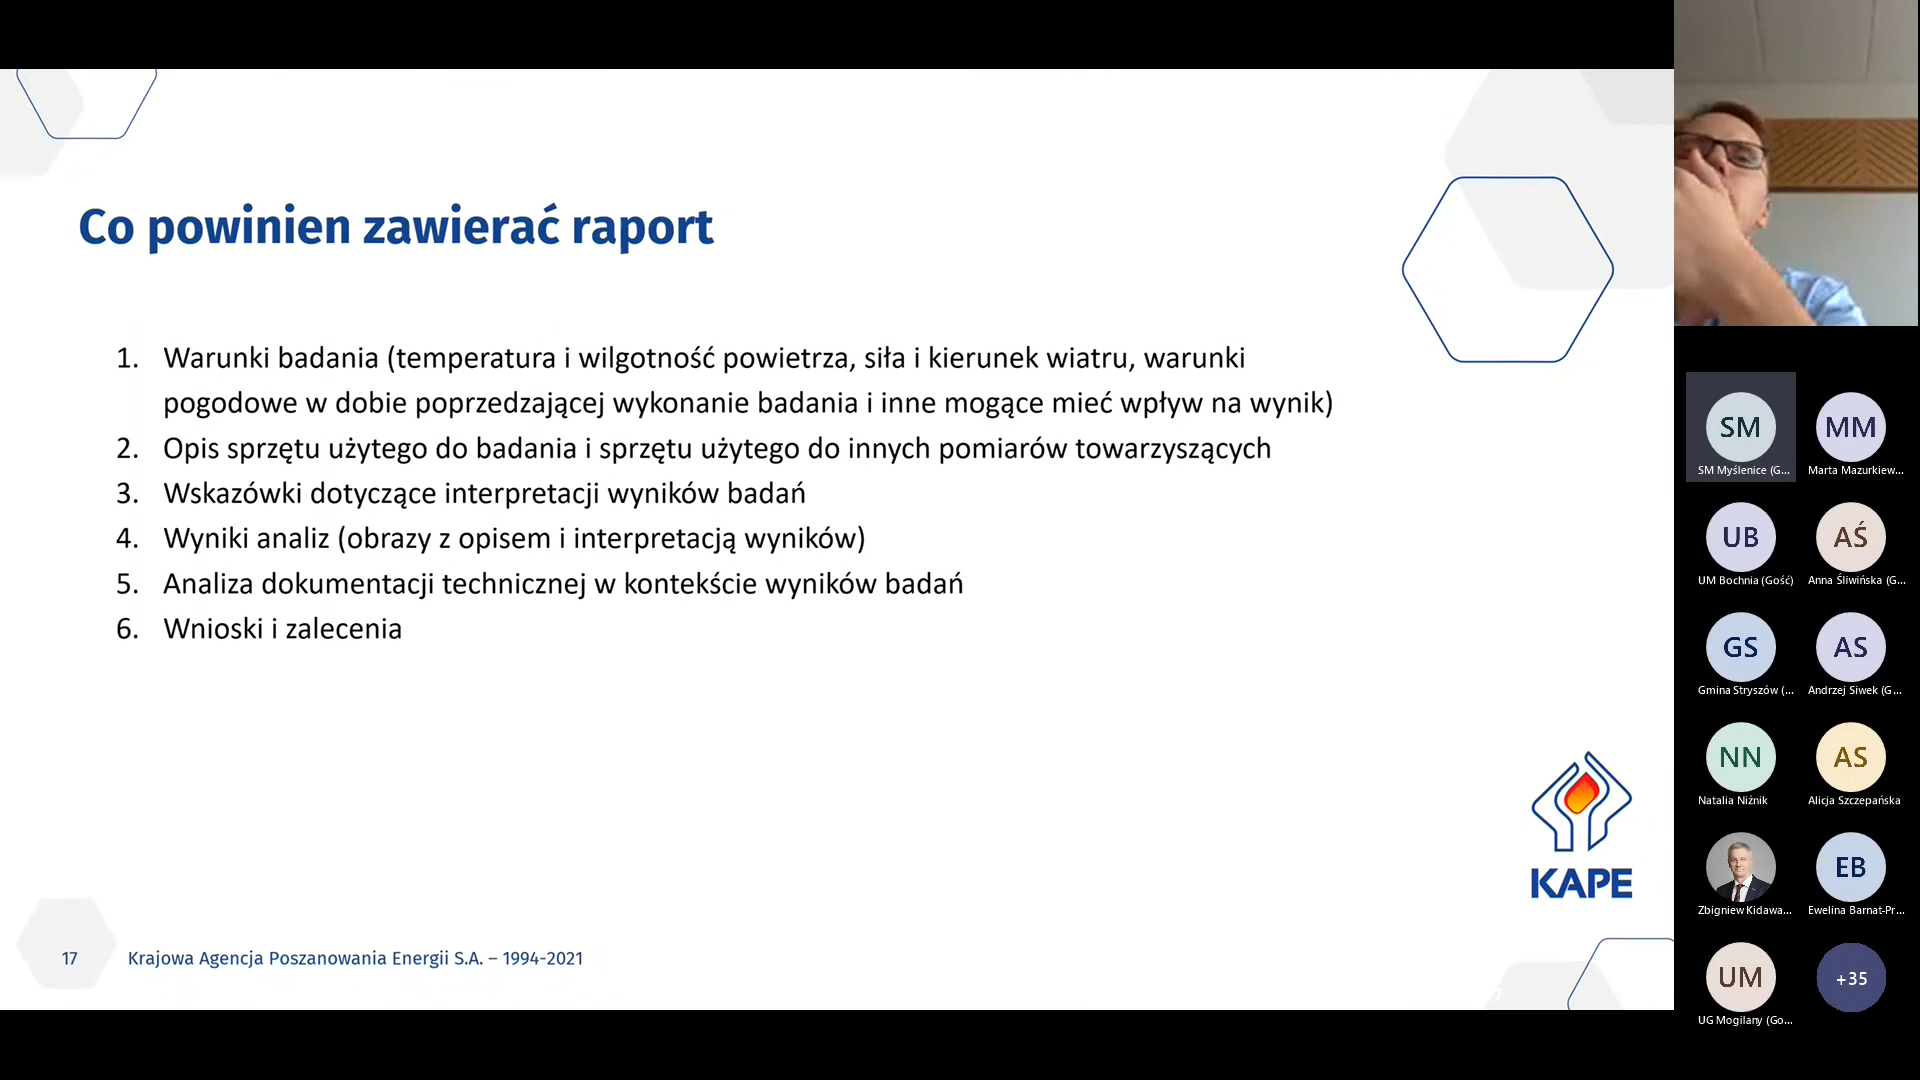 Co powinien zawierać raport
1. Warunki badania (temperatura i wilgotność powietrza, siła i kierunek wiatru, warunki
pogodowe w dobie poprzedzającej wykonanie badania i inne mogące mieć wpływ na wynik)
2. Opis sprzętu użytego do badania i sprzętu użytego do innych pomiarów towarzyszących
3. Wskazówki dotyczące interpretacji wyników badań
4. Wyniki analiz (obrazy z opisem i interpretacją wyników)
5. Analiza dokumentacji technicznej w kontekście wyników badań
6. Wnioski i zalecenia
KAPE
17 Krajowa Agencja Poszanowania Energii S.A. – 1994-2021
SM MM
SM Myślenice (G... Marta Mazurkiew...
UB AŚ
UM Bochnia (Gość) Anna Śliwińska (G...
GS AS
Gmina Stryszów (... Andrzej Siwek (G...
NN AS
Natalia Niżnik Alicja Szczepańska
EB
Zbigniew Kidawa... Ewelina Barnat-Pr...
UM +35
UG Mogilany (Go...